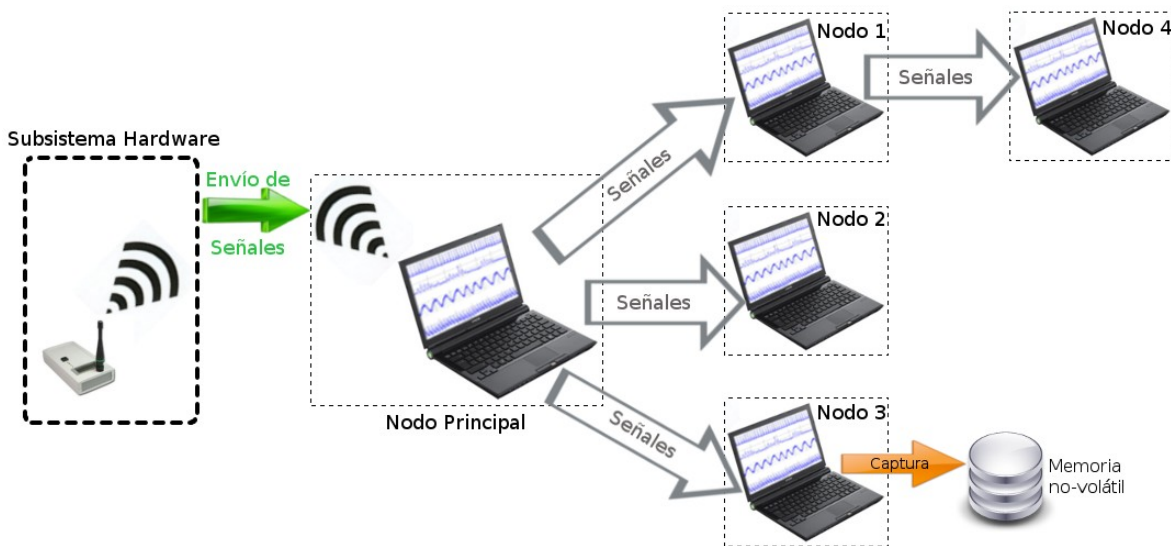 Subsistema Hardware
Envío de
Señales
Nodo Principal
Señales
Nodo 1
Señales
Nodo 4
Señales
Nodo 2
Señales
Nodo 3
Captura
Memoria
no-volátil